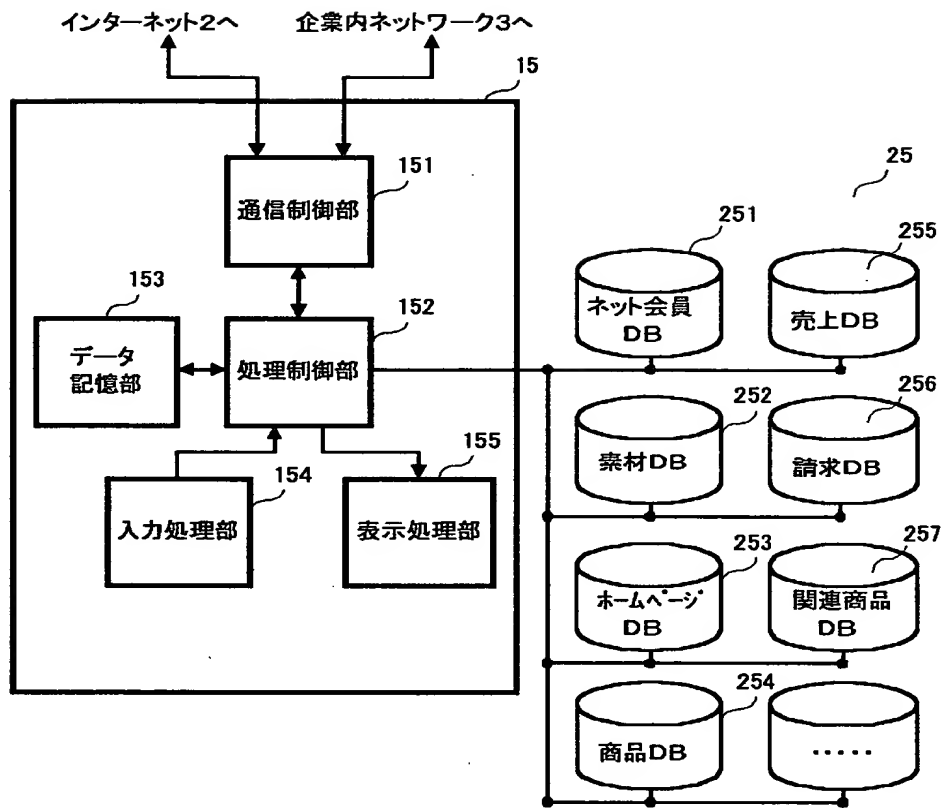 インターネット2へ
企業内ネットワーク3へ
15
151
通信制御部
25
251
255
ネット会員
DB
売上DB
153
データ
記憶部
152
処理制御部
252
256
素材DB
請求DB
154
入力処理部
155
表示処理部
253
257
ホームページ
DB
関連商品
DB
254
商品DB
・・・・・